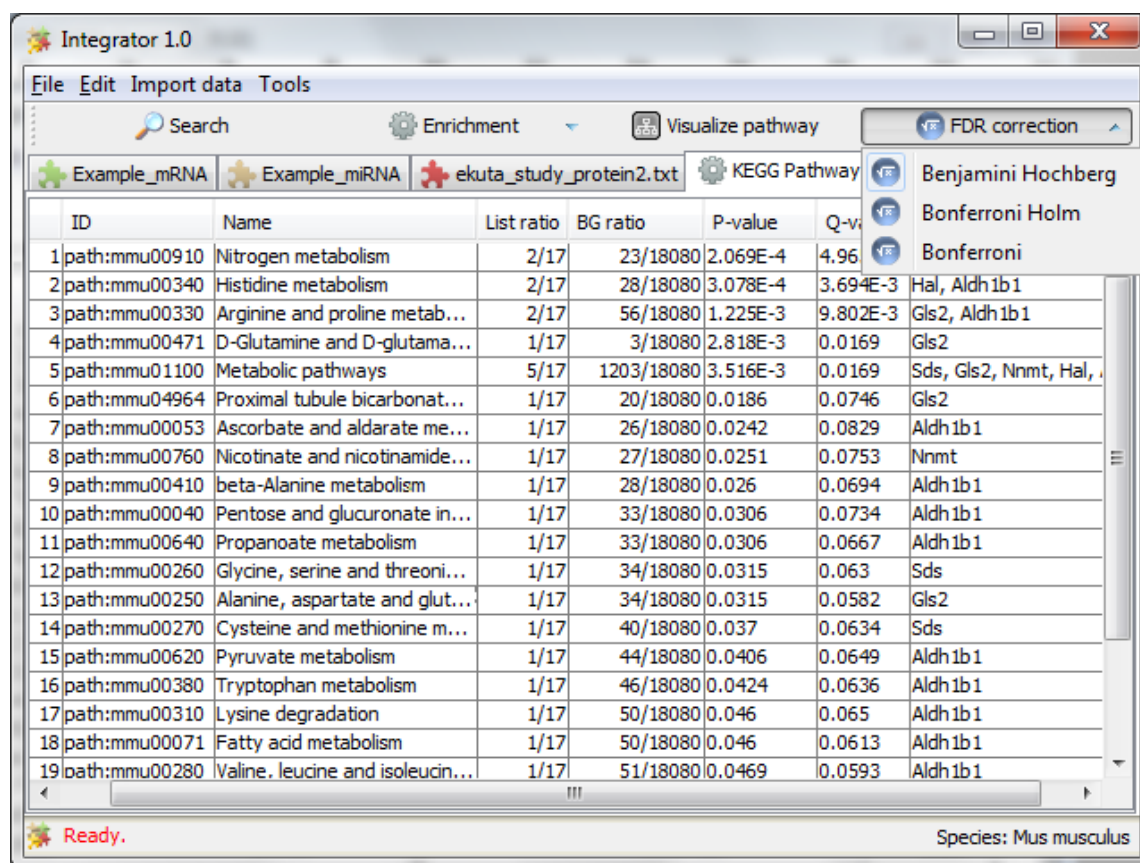 Integrator 1.0
File Edit Import data Tools
Search Enrichment Visualize pathway FDR correction
Example_mRNA Example_miRNA ekuta_study_protein2.txt KEGG Pathway
Benjamini Hochberg
Bonferroni Holm
Bonferroni
ID Name List ratio BG ratio P-value Q-va
1 path:mmu00910 Nitrogen metabolism 2/17 23/18080 2.069E-4 4.96
2 path:mmu00340 Histidine metabolism 2/17 28/18080 3.078E-4 3.694E-3 Hal, Aldh1b1
3 path:mmu00330 Arginine and proline metab... 2/17 56/18080 1.225E-3 9.802E-3 Gls2, Aldh1b1
4 path:mmu00471 D-Glutamine and D-glutama... 1/17 3/18080 2.818E-3 0.0169 Gls2
5 path:mmu01100 Metabolic pathways 5/17 1203/18080 3.516E-3 0.0169 Sds, Gls2, Nnmt, Hal,
6 path:mmu04964 Proximal tubule bicarbonat... 1/17 20/18080 0.0186 0.0746 Gls2
7 path:mmu00053 Ascorbate and aldarate me... 1/17 26/18080 0.0242 0.0829 Aldh1b1
8 path:mmu00760 Nicotinate and nicotinamide... 1/17 27/18080 0.0251 0.0753 Nnmt
9 path:mmu00410 beta-Alanine metabolism 1/17 28/18080 0.026 0.0694 Aldh1b1
10 path:mmu00040 Pentose and glucuronate in... 1/17 33/18080 0.0306 0.0734 Aldh1b1
11 path:mmu00640 Propanoate metabolism 1/17 33/18080 0.0306 0.0667 Aldh1b1
12 path:mmu00260 Glycine, serine and threoni... 1/17 34/18080 0.0315 0.063 Sds
13 path:mmu00250 Alanine, aspartate and glut... 1/17 34/18080 0.0315 0.0582 Gls2
14 path:mmu00270 Cysteine and methionine m... 1/17 40/18080 0.037 0.0634 Sds
15 path:mmu00620 Pyruvate metabolism 1/17 44/18080 0.0406 0.0649 Aldh1b1
16 path:mmu00380 Tryptophan metabolism 1/17 46/18080 0.0424 0.0636 Aldh1b1
17 path:mmu00310 Lysine degradation 1/17 50/18080 0.046 0.065 Aldh1b1
18 path:mmu00071 Fatty acid metabolism 1/17 50/18080 0.046 0.0613 Aldh1b1
19 path:mmu00280 Valine, leucine and isoleucin... 1/17 51/18080 0.0469 0.0593 Aldh1b1
Ready. Species: Mus musculus